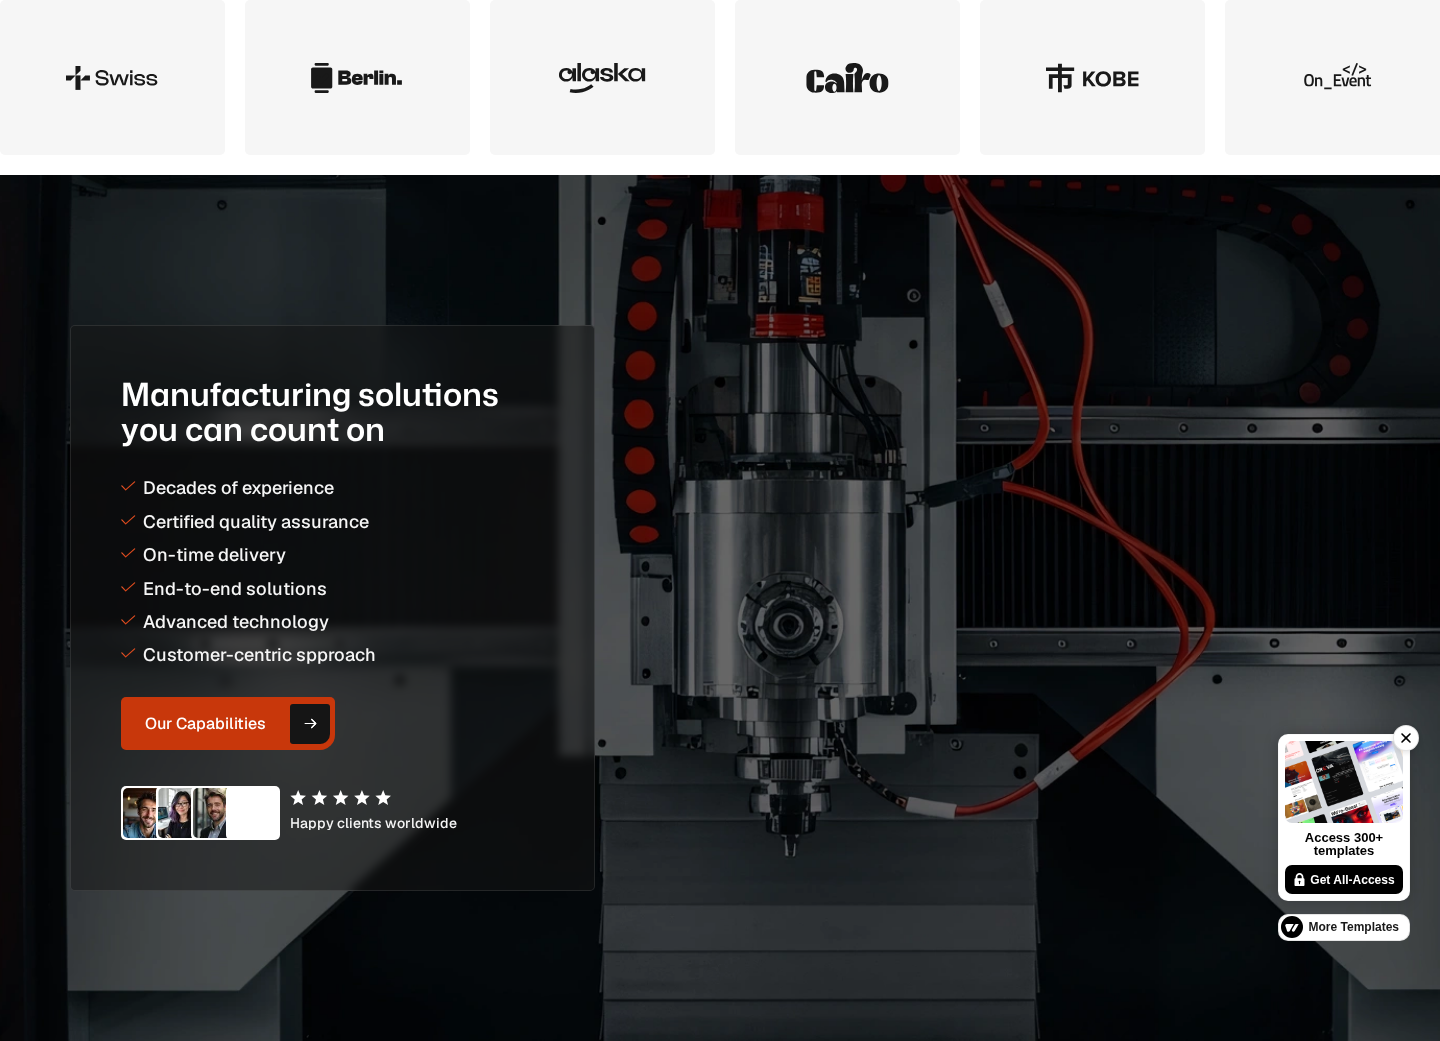 Swiss
Berlin.
alaska
cairo
市 KOBE
</>
On_Event
Manufacturing solutions
you can count on
Decades of experience
Certified quality assurance
On-time delivery
End-to-end solutions
Advanced technology
Customer-centric spproach
Our Capabilities
Happy clients worldwide
Access 300+
templates
Get All-Access
More Templates